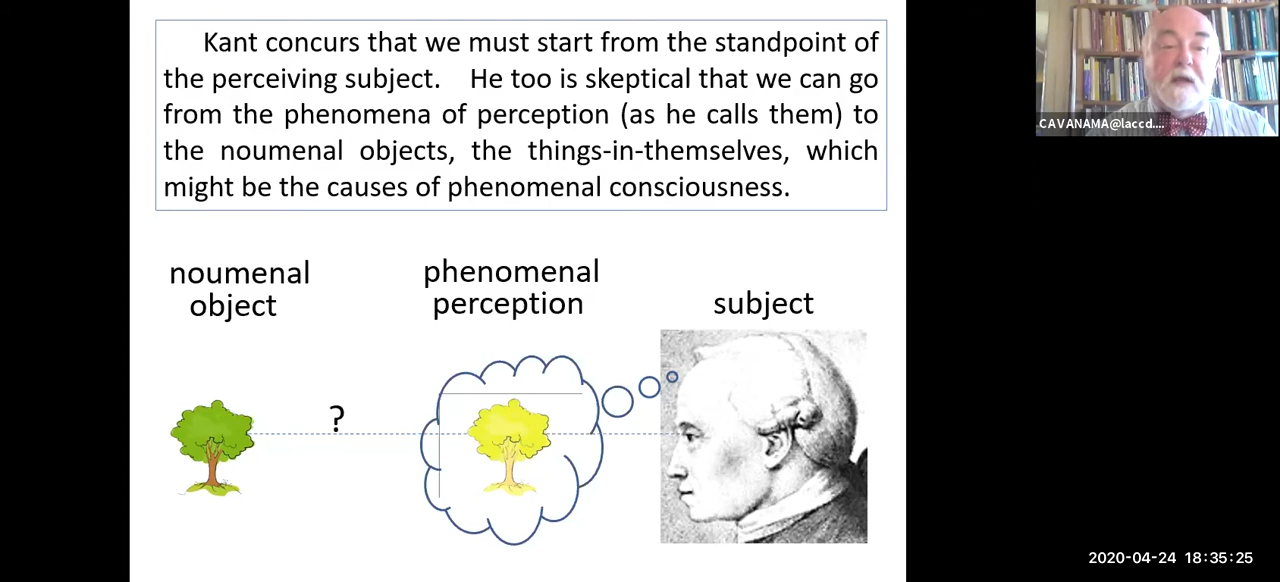 Kant concurs that we must start from the standpoint of
the perceiving subject. He too is skeptical that we can go
from the phenomena of perception (as he calls them) to
the noumenal objects, the things-in-themselves, which
might be the causes of phenomenal consciousness.
noumenal
object
phenomenal
perception
subject
?
CAVANAMA@laccd....
2020-04-24 18:35:25